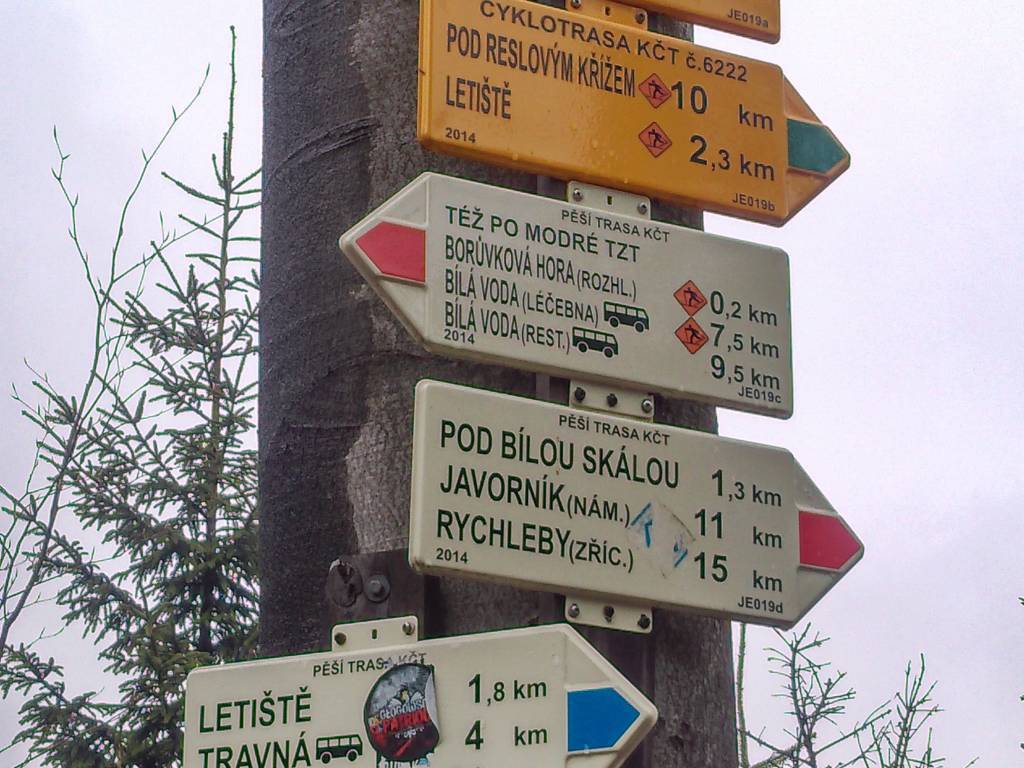 JE019a
CYKLOTRASA KČT č.6222
POD RESLOVÝM KŘÍŽEM 10 km
LETIŠTĚ 2,3 km
2014 JE019b
PĚŠÍ TRASA KČT
TÉŽ PO MODRÉ TZT
BORŮVKOVÁ HORA (ROZHL.) 0,2 km
BÍLÁ VODA (LÉČEBNA) 7,5 km
BÍLÁ VODA (REST.) 9,5 km
2014 JE019c
PĚŠÍ TRASA KČT
POD BÍLOU SKÁLOU 1,3 km
JAVORNÍK (NÁM.) 11 km
RYCHLEBY (ZŘÍC.) 15 km
2014 JE019d
PĚŠÍ TRASA KČT
LETIŠTĚ 1,8 km
TRAVNÁ 4 km